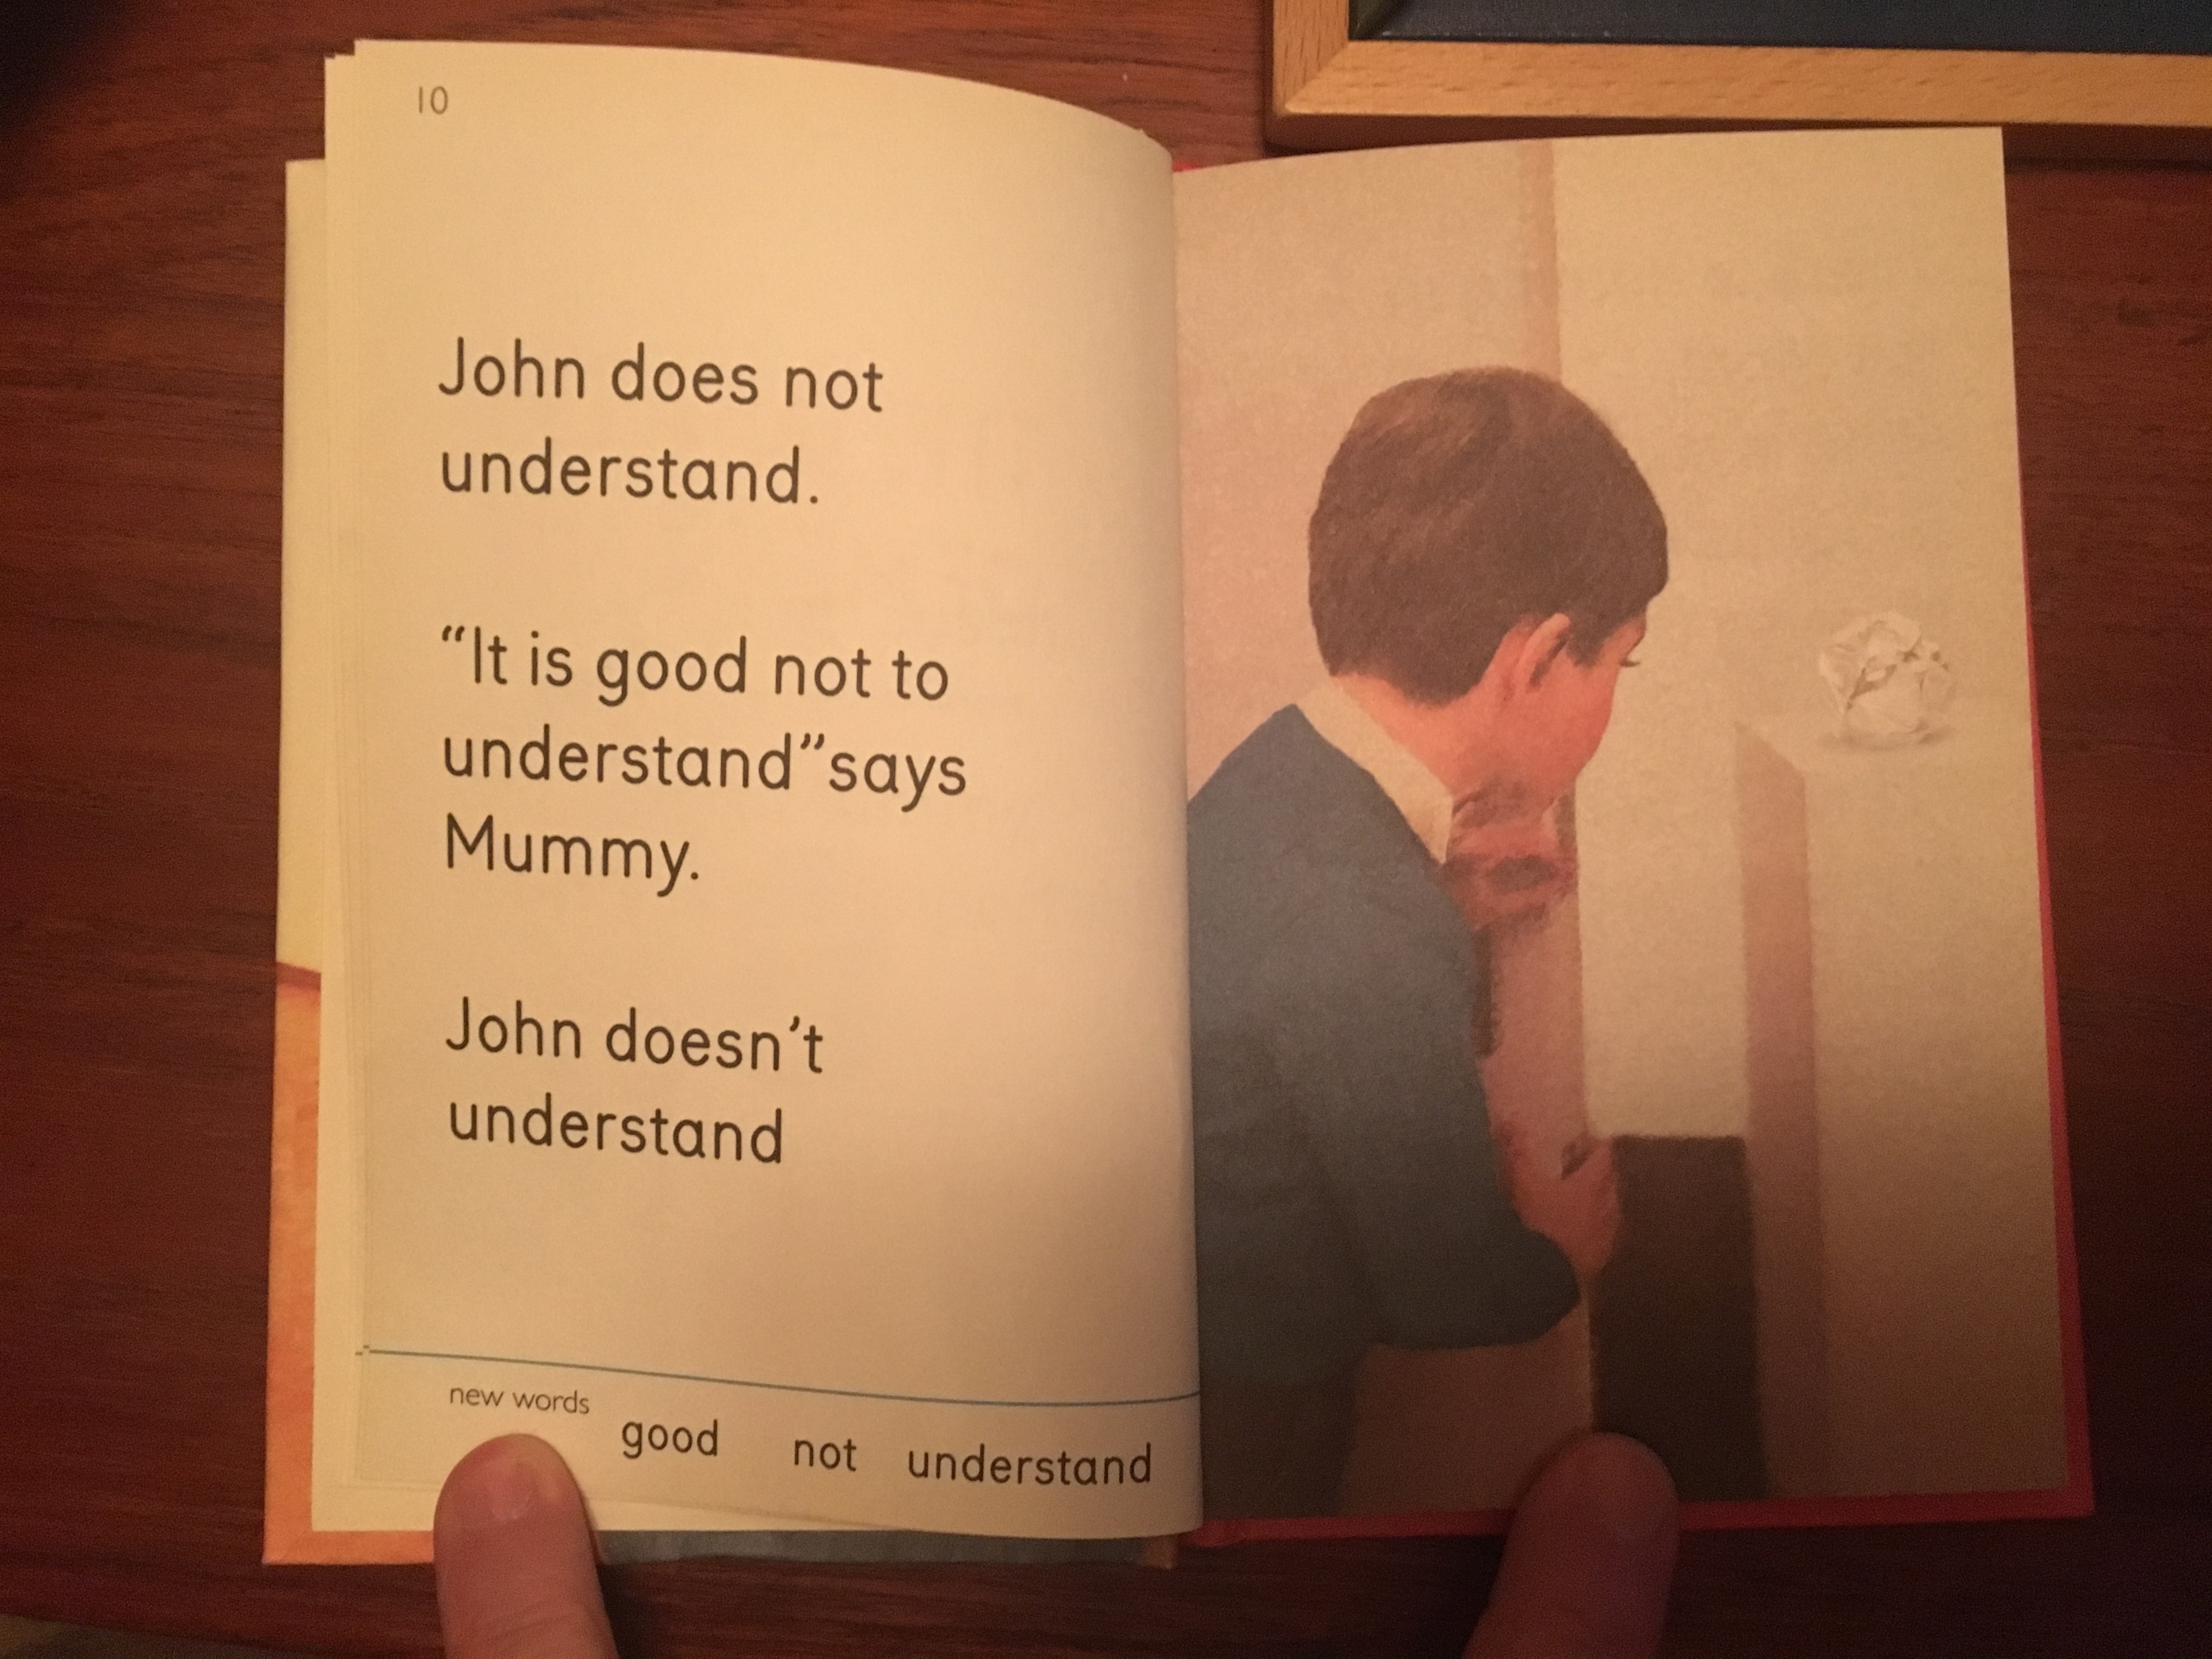 10
John does not
understand.
“It is good not to
understand” says
Mummy.
John doesn’t
understand
new words good not understand